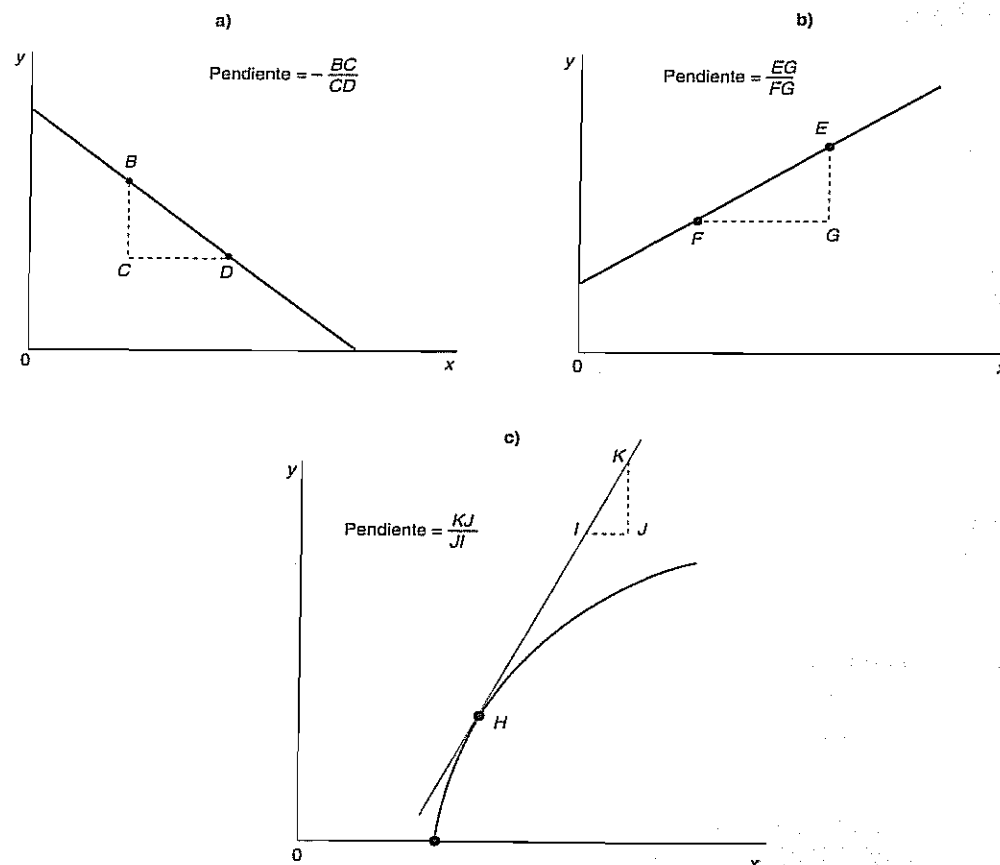 a)
y
Pendiente = - BC
CD
B
C
D
0
x
b)
y
Pendiente = EG
FG
E
F
G
0
x
c)
y
K
Pendiente = KJ
JI
I
J
H
0
x